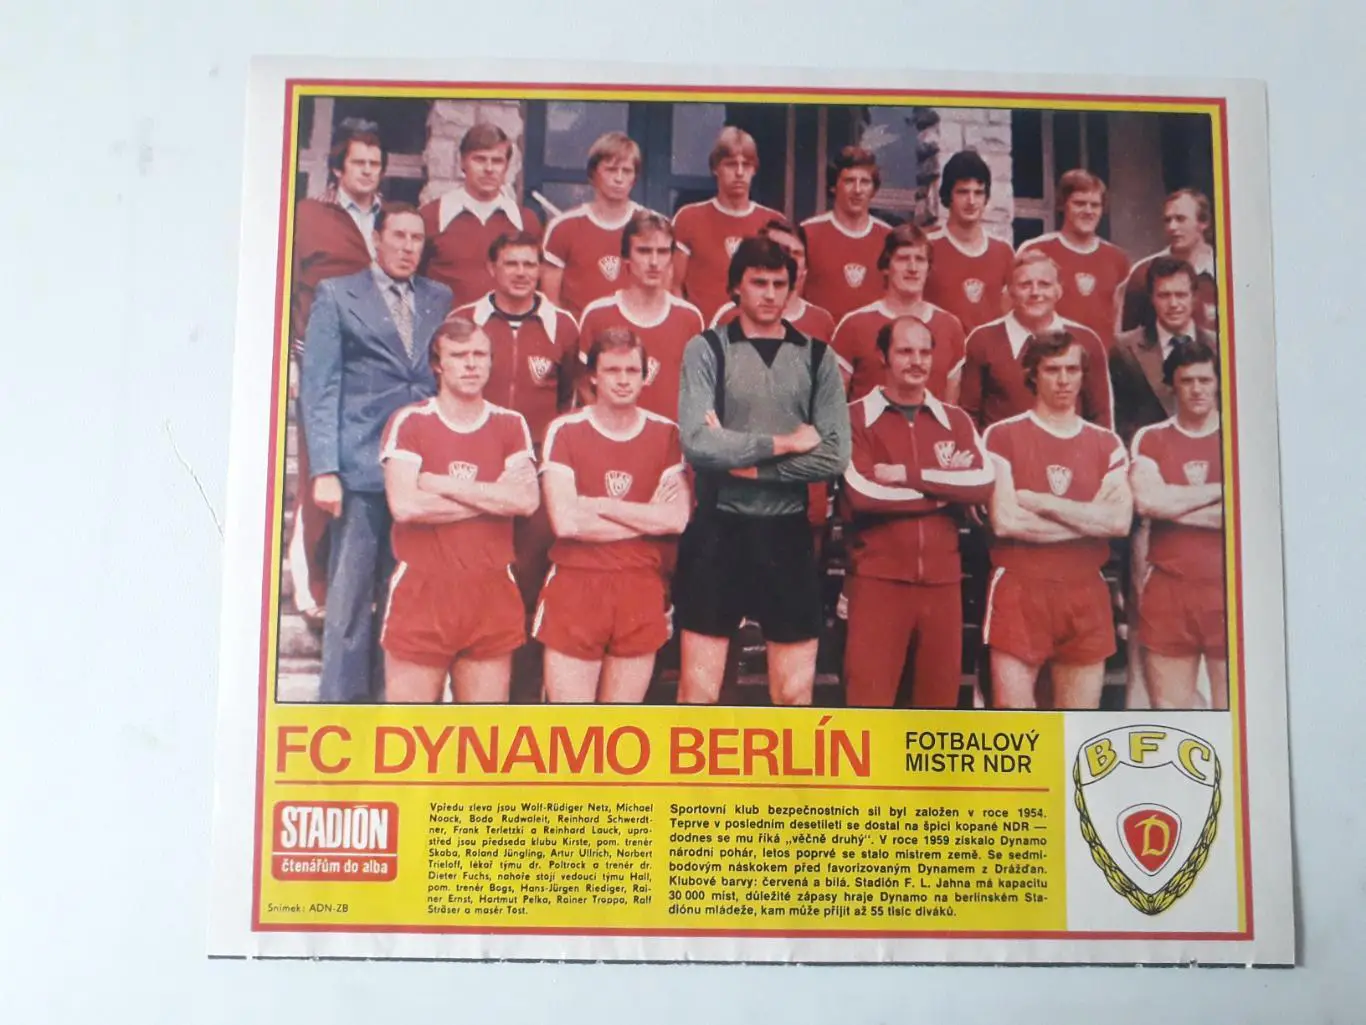 FC DYNAMO BERLÍN
FOTBALOVÝ
MISTR NDR
STADIÓN
čtenářům do alba
Snímek: ADN-ZB
Vpředu zleva jsou Wolf-Rüdiger Netz, Michael
Noack, Bodo Rudwaleit, Reinhard Schwerdt-
ner, Frank Terletzki a Reinhard Lauck, upro-
střed jsou předseda klubu Kirste, pom. trenér
Skaba, Roland Jüngling, Artur Ullrich, Norbert
Trieloff, lékař týmu dr. Poltrock a trenér dr.
Dieter Fuchs, nahoře stojí vedoucí týmu Hall,
pom. trenér Bogs, Hans-Jürgen Riediger, Rai-
ner Ernst, Hartmut Pelka, Rainer Troppa, Ralf
Sträser a masér Tost.
Sportovní klub bezpečnostních sil byl založen v roce 1954.
Teprve v posledním desetiletí se dostal na špici kopané NDR —
dodnes se mu říká „věčně druhý". V roce 1959 získalo Dynamo
národní pohár, letos poprvé se stalo mistrem země. Se sedmi-
bodovým náskokem před favorizovaným Dynamem z Drážďan.
Klubové barvy: červená a bílá. Stadión F. L. Jahna má kapacitu
30 000 míst, důležité zápasy hraje Dynamo na berlínském Sta-
diónu mládeže, kam může přijít až 55 tisíc diváků.
BFC
D